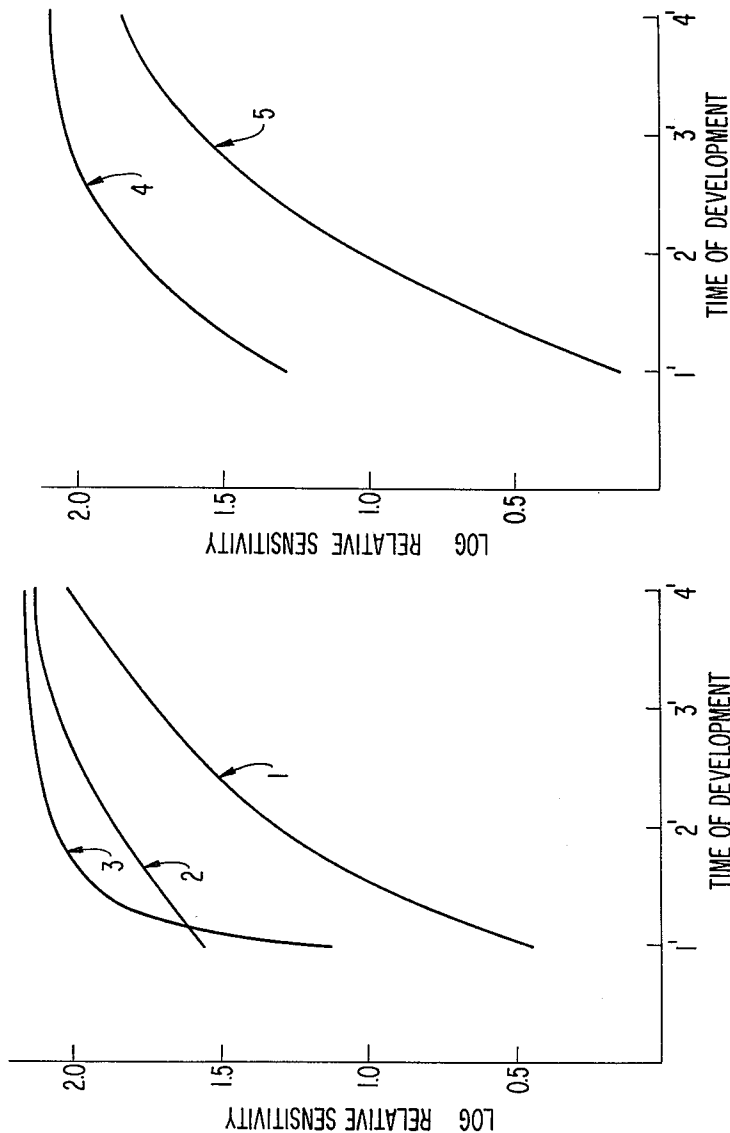 LOG RELATIVE SENSITIVITY
2.0
1.5
1.0
0.5
1' 2' 3' 4'
TIME OF DEVELOPMENT
3
2
1
LOG RELATIVE SENSITIVITY
2.0
1.5
1.0
0.5
1' 2' 3' 4'
TIME OF DEVELOPMENT
4
5